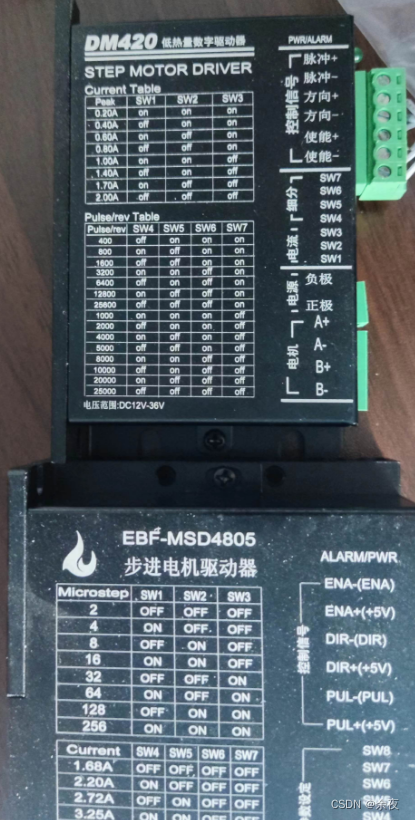 DM420 低热量数字驱动器
STEP MOTOR DRIVER
Current Table
Peak SW1 SW2 SW3
0.20A on on on
0.40A off on on
0.60A on off on
0.80A off off on
1.00A on on off
1.40A off on off
1.70A on off off
2.00A off off off
Pulse/rev Table
Pulse/rev SW4 SW5 SW6 SW7
400 off on on on
800 on off on on
1600 off off on on
3200 on on off on
6400 off on off on
12800 on off off on
25600 off off off on
1000 on on on off
2000 off on on off
4000 on off on off
5000 off off on off
8000 on on off off
10000 off on off off
20000 on off off off
25000 off off off off
电压范围:DC12V-36V
PWR/ALARM
控制信号
脉冲+
脉冲-
方向+
方向-
使能+
使能-
细分
SW7
SW6
SW5
SW4
电流
SW3
SW2
SW1
电源
负极
正极
电机
A+
A-
B+
B-
EBF-MSD4805
步进电机驱动器
Microstep SW1 SW2 SW3
2 OFF OFF OFF
4 ON OFF OFF
8 OFF ON OFF
16 ON ON OFF
32 OFF OFF ON
64 ON OFF ON
128 OFF ON ON
256 ON ON ON
Current SW4 SW5 SW6 SW7
1.68A OFF OFF OFF OFF
2.20A ON OFF OFF OFF
2.72A OFF ON OFF OFF
3.25A ON ON OFF OFF
ALARM/PWR
控制信号
ENA-(ENA)
ENA+(+5V)
DIR-(DIR)
DIR+(+5V)
PUL-(PUL)
PUL+(+5V)
数设定
SW8
SW7
SW6
SW4
CSDN @余夜